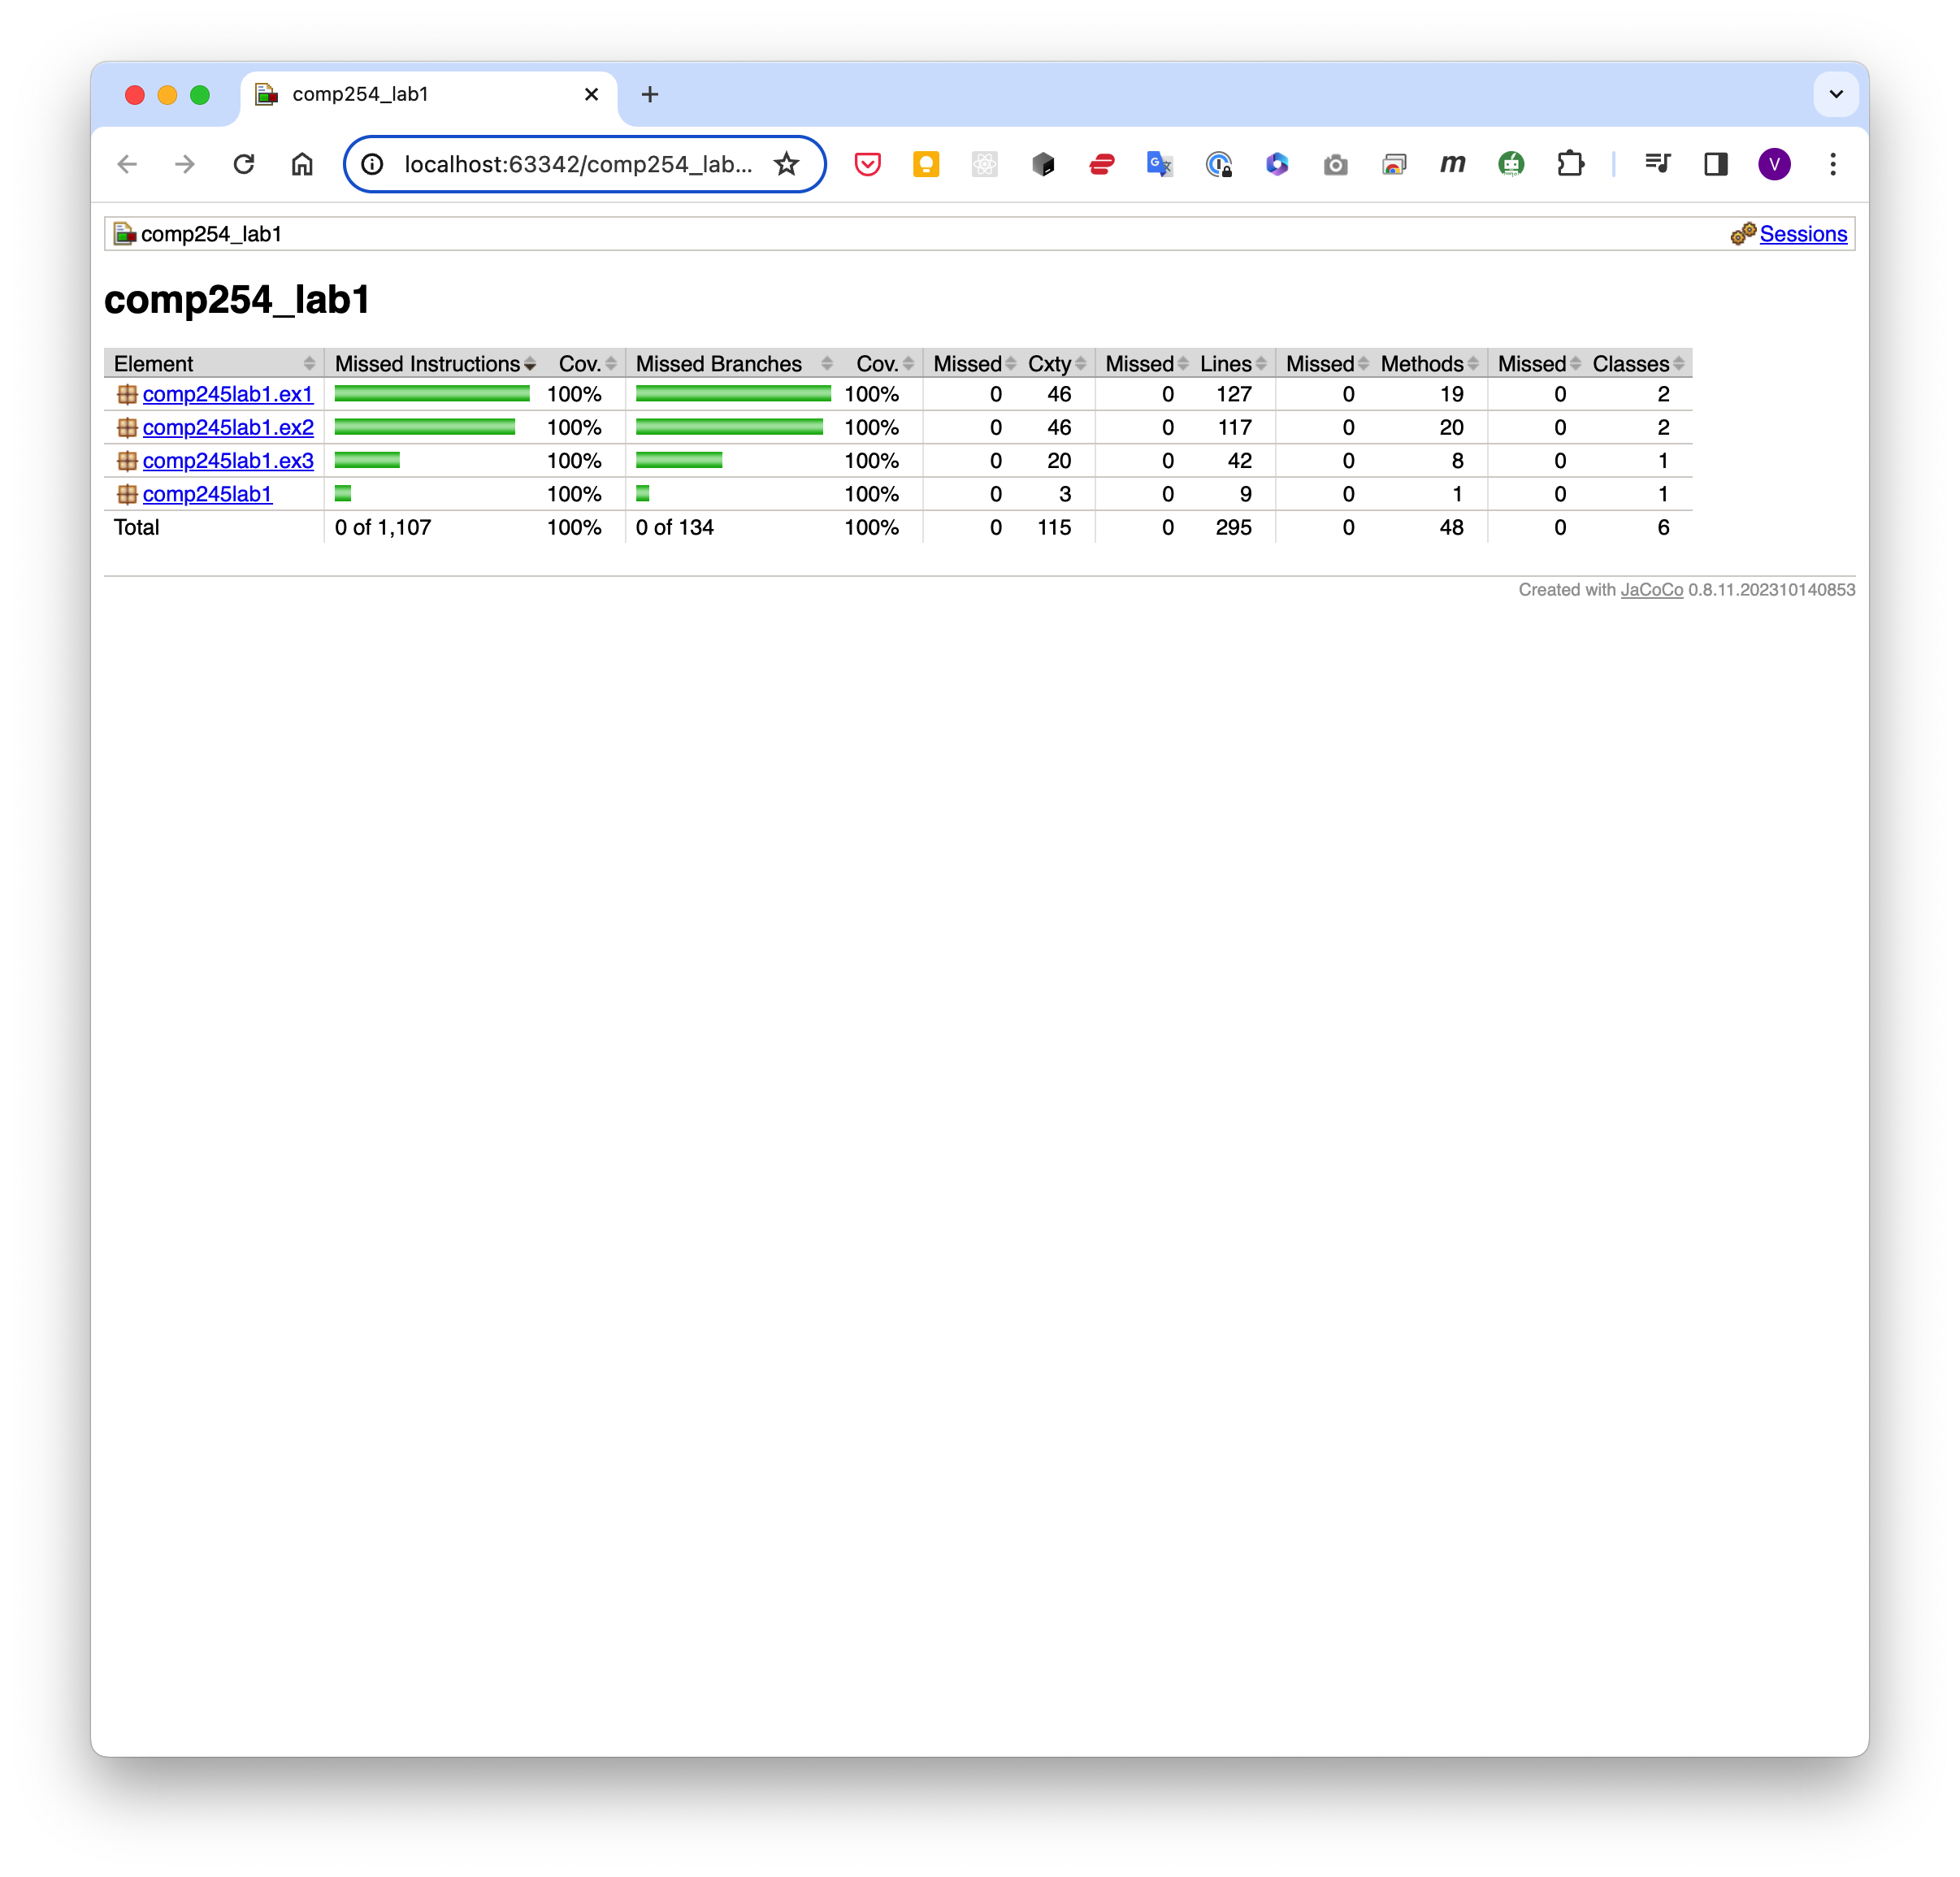 comp254_lab1
localhost:63342/comp254_lab...
G
m
V
comp254_lab1 Sessions
comp254_lab1
Element Missed Instructions Cov. Missed Branches Cov. Missed Cxty Missed Lines Missed Methods Missed Classes
comp245lab1.ex1 100% 100% 0 46 0 127 0 19 0 2
comp245lab1.ex2 100% 100% 0 46 0 117 0 20 0 2
comp245lab1.ex3 100% 100% 0 20 0 42 0 8 0 1
comp245lab1 100% 100% 0 3 0 9 0 1 0 1
Total 0 of 1,107 100% 0 of 134 100% 0 115 0 295 0 48 0 6
Created with JaCoCo 0.8.11.202310140853